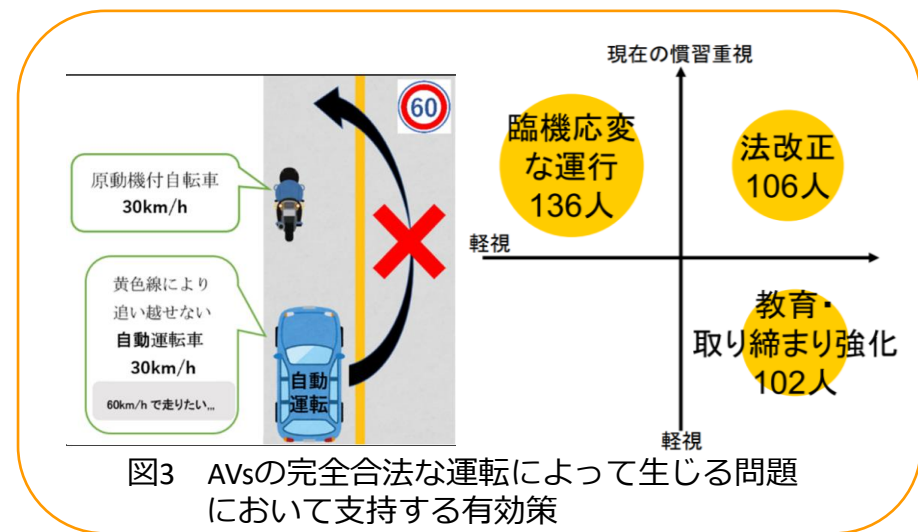 60
原動機付自転車
30km/h
黄色線により
追い越せない
自動運転車
30km/h
60km/h で走りたい...
自動
運転
現在の慣習重視
臨機応変
な運行
136人
法改正
106人
軽視
教育・
取り締まり強化
102人
軽視
図3 AVsの完全合法な運転によって生じる問題
において支持する有効策